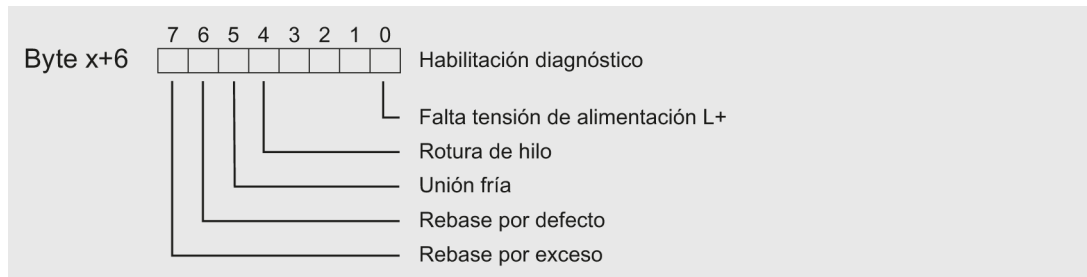 7 6 5 4 3 2 1 0
Byte x+6 Habilitación diagnóstico
Falta tensión de alimentación L+
Rotura de hilo
Unión fría
Rebase por defecto
Rebase por exceso